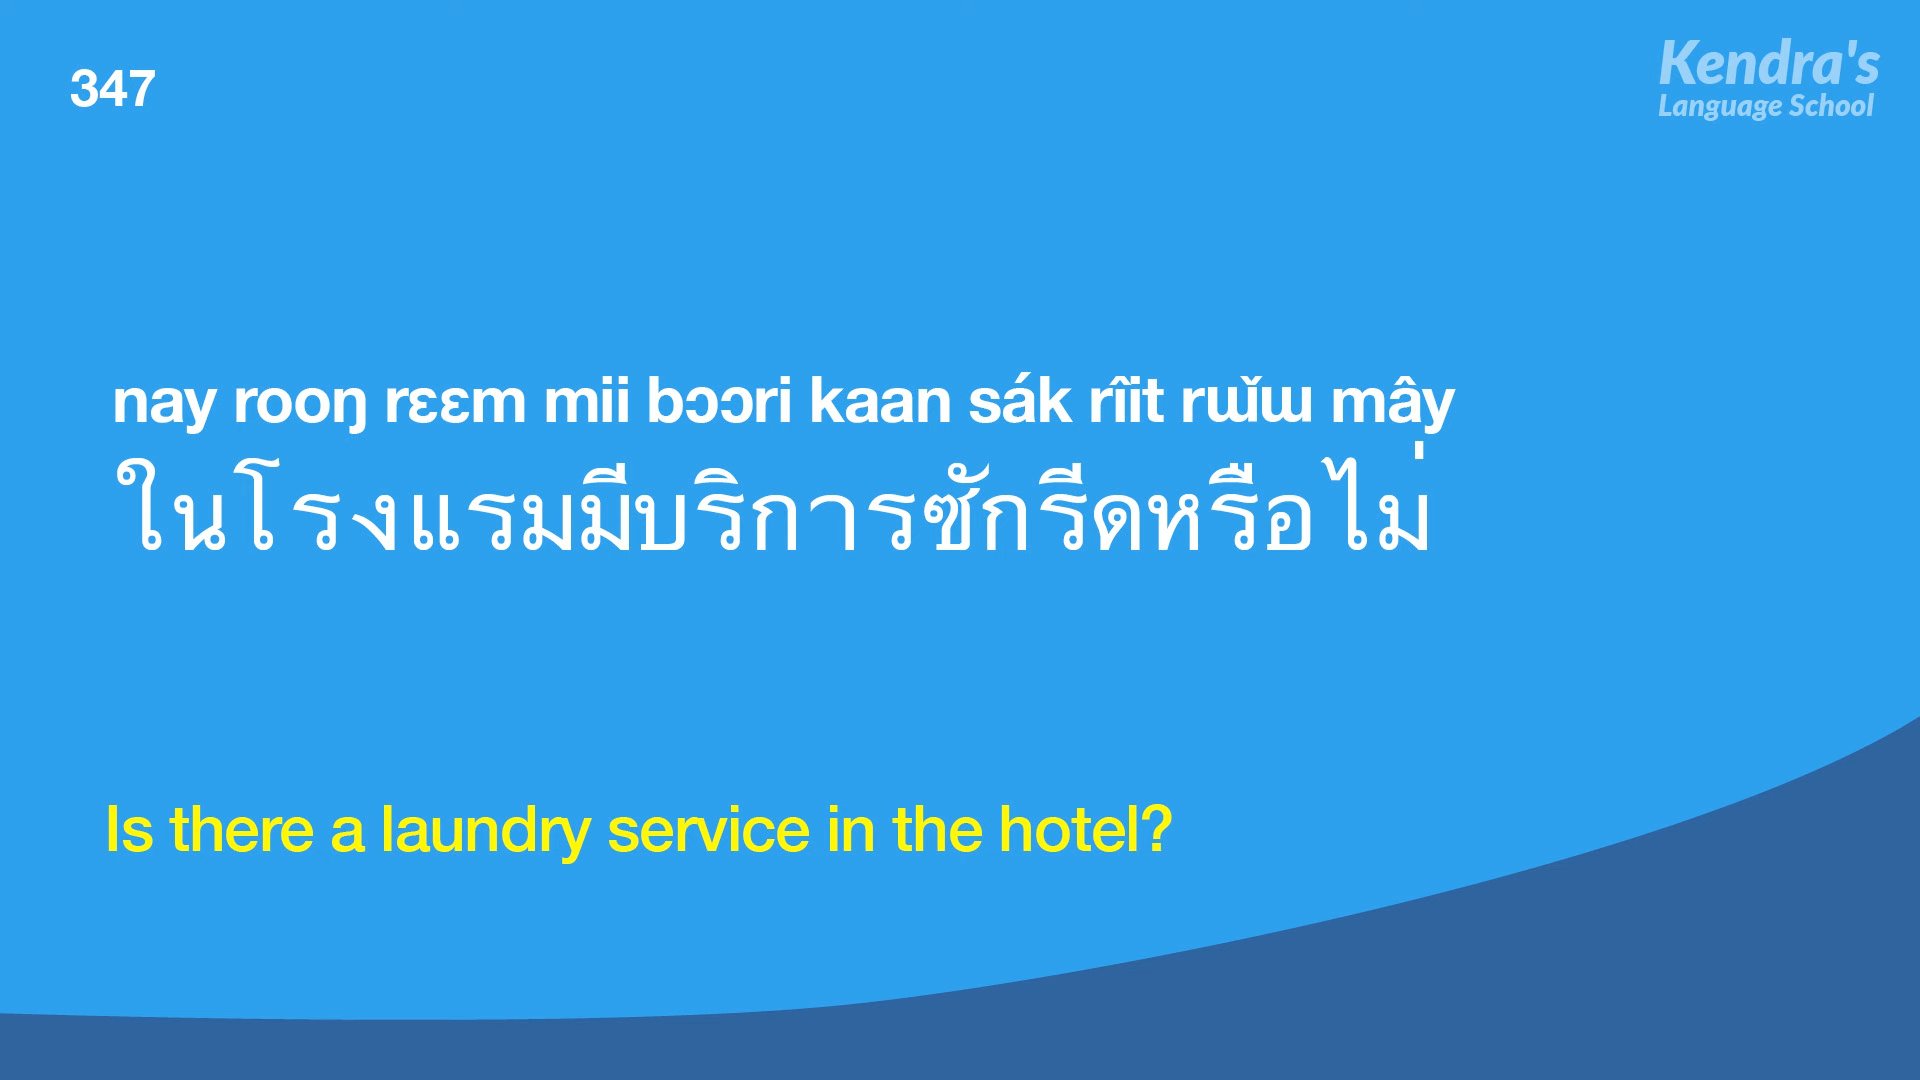 347
Kendra's
Language School
nay rooŋ rɛɛm mii bɔɔri kaan sák rîit rɯ̌ɯ mây
ในโรงแรมมีบริการซักรีดหรือไม่
Is there a laundry service in the hotel?